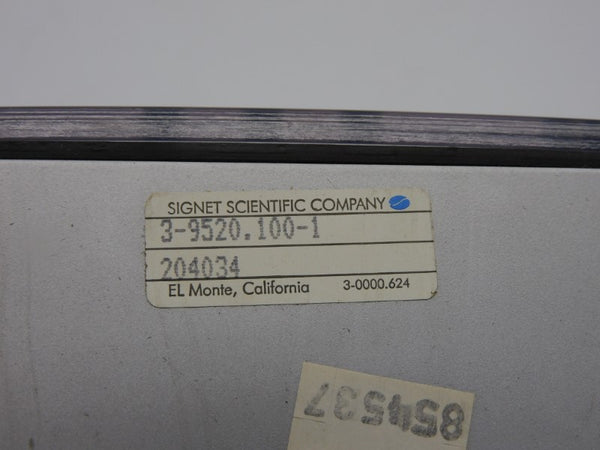 SIGNET SCIENTIFIC COMPANY
3-9520.100-1
204034
EL Monte, California 3-0000.624
854537